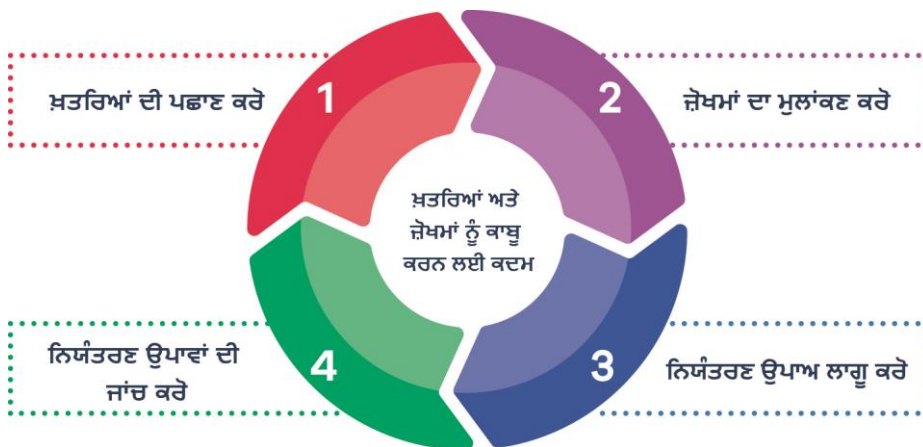 1
ਖ਼ਤਰਿਆਂ ਦੀ ਪਛਾਣ ਕਰੋ
2
ਜ਼ੋਖਮਾਂ ਦਾ ਮੁਲਾਂਕਣ ਕਰੋ
ਖ਼ਤਰਿਆਂ ਅਤੇ
ਜ਼ੋਖਮਾਂ ਨੂੰ ਕਾਬੂ
ਕਰਨ ਲਈ ਕਦਮ
3
ਨਿਯੰਤਰਣ ਉਪਾਅ ਲਾਗੂ ਕਰੋ
4
ਨਿਯੰਤਰਣ ਉਪਾਵਾਂ ਦੀ
ਜਾਂਚ ਕਰੋ